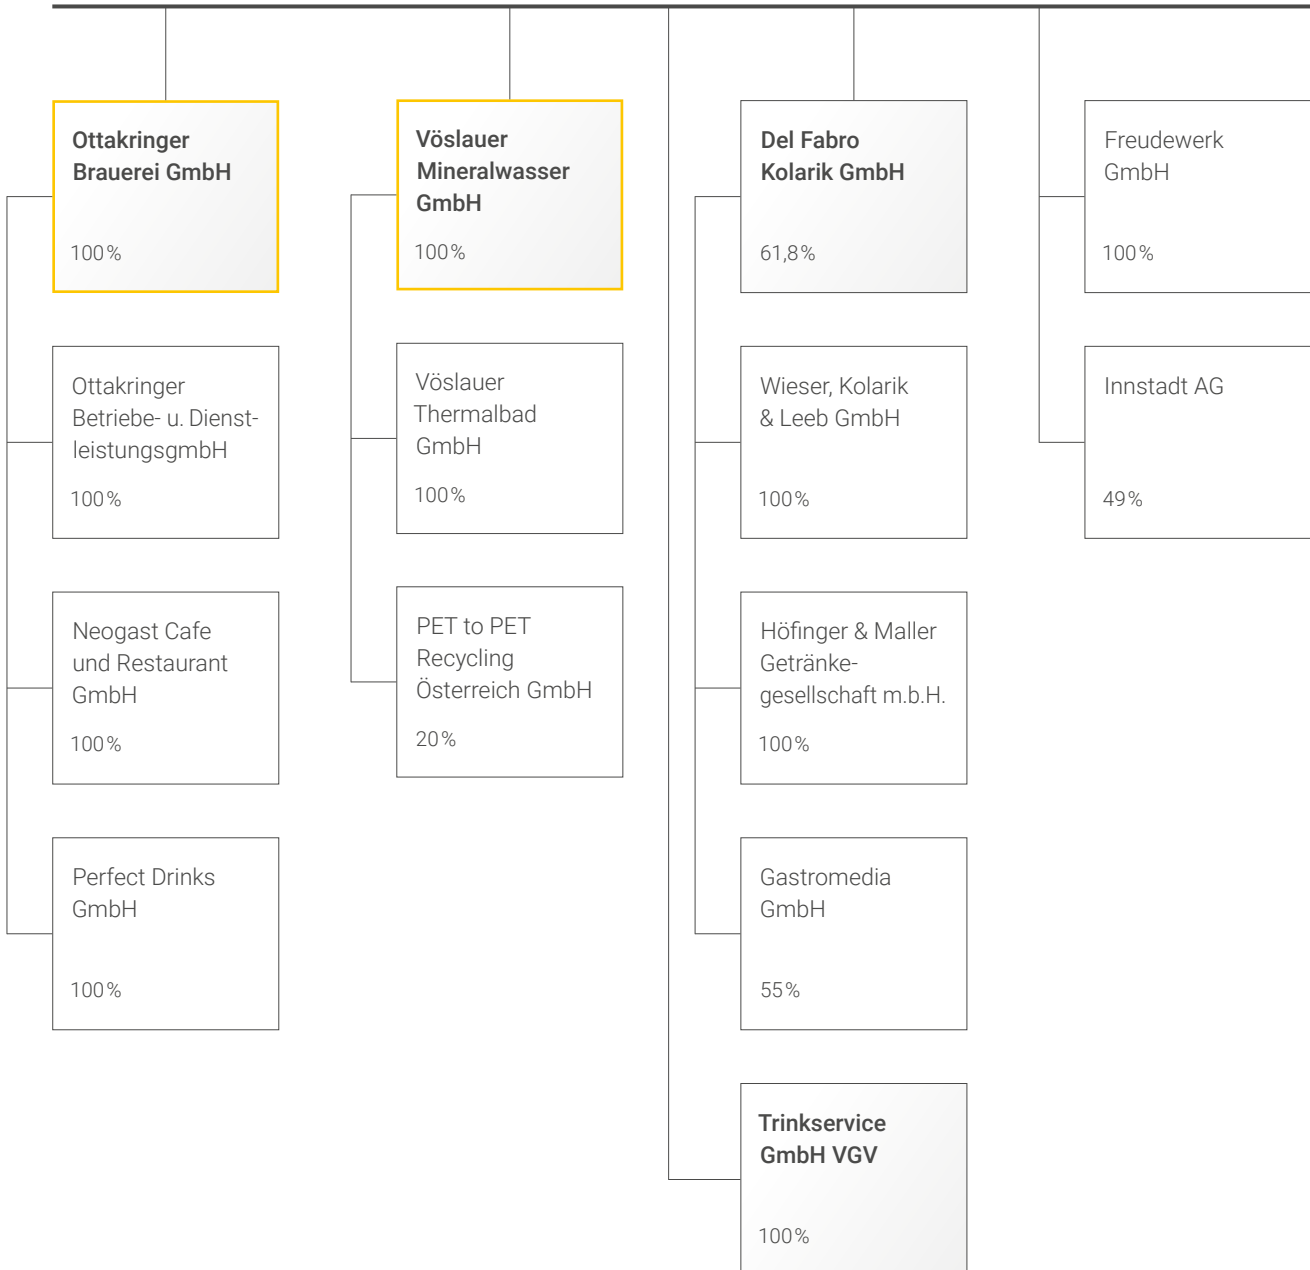 Ottakringer
Brauerei GmbH
100%
Ottakringer
Betriebe- u. Dienst-
leistungsgmbH
100%
Neogast Cafe
und Restaurant
GmbH
100%
Perfect Drinks
GmbH
100%
Vöslauer
Mineralwasser
GmbH
100%
Vöslauer
Thermalbad
GmbH
100%
PET to PET
Recycling
Österreich GmbH
20%
Del Fabro
Kolarik GmbH
61,8%
Wieser, Kolarik
& Leeb GmbH
100%
Höfinger & Maller
Getränke-
gesellschaft m.b.H.
100%
Gastromedia
GmbH
55%
Trinkservice
GmbH VGV
100%
Freudewerk
GmbH
100%
Innstadt AG
49%